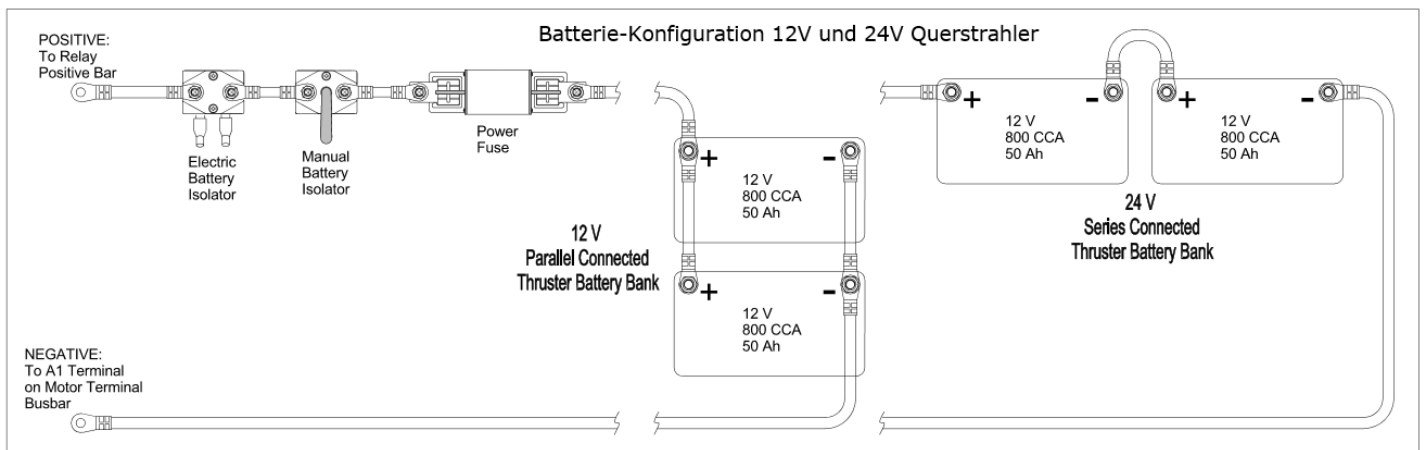 Batterie-Konfiguration 12V und 24V Querstrahler
POSITIVE:
To Relay
Positive Bar
Electric
Battery
Isolator
Manual
Battery
Isolator
Power
Fuse
+
-
12 V
800 CCA
50 Ah
12 V
Parallel Connected
Thruster Battery Bank
+
-
12 V
800 CCA
50 Ah
+
-
12 V
800 CCA
50 Ah
+
-
12 V
800 CCA
50 Ah
24 V
Series Connected
Thruster Battery Bank
NEGATIVE:
To A1 Terminal
on Motor Terminal
Busbar